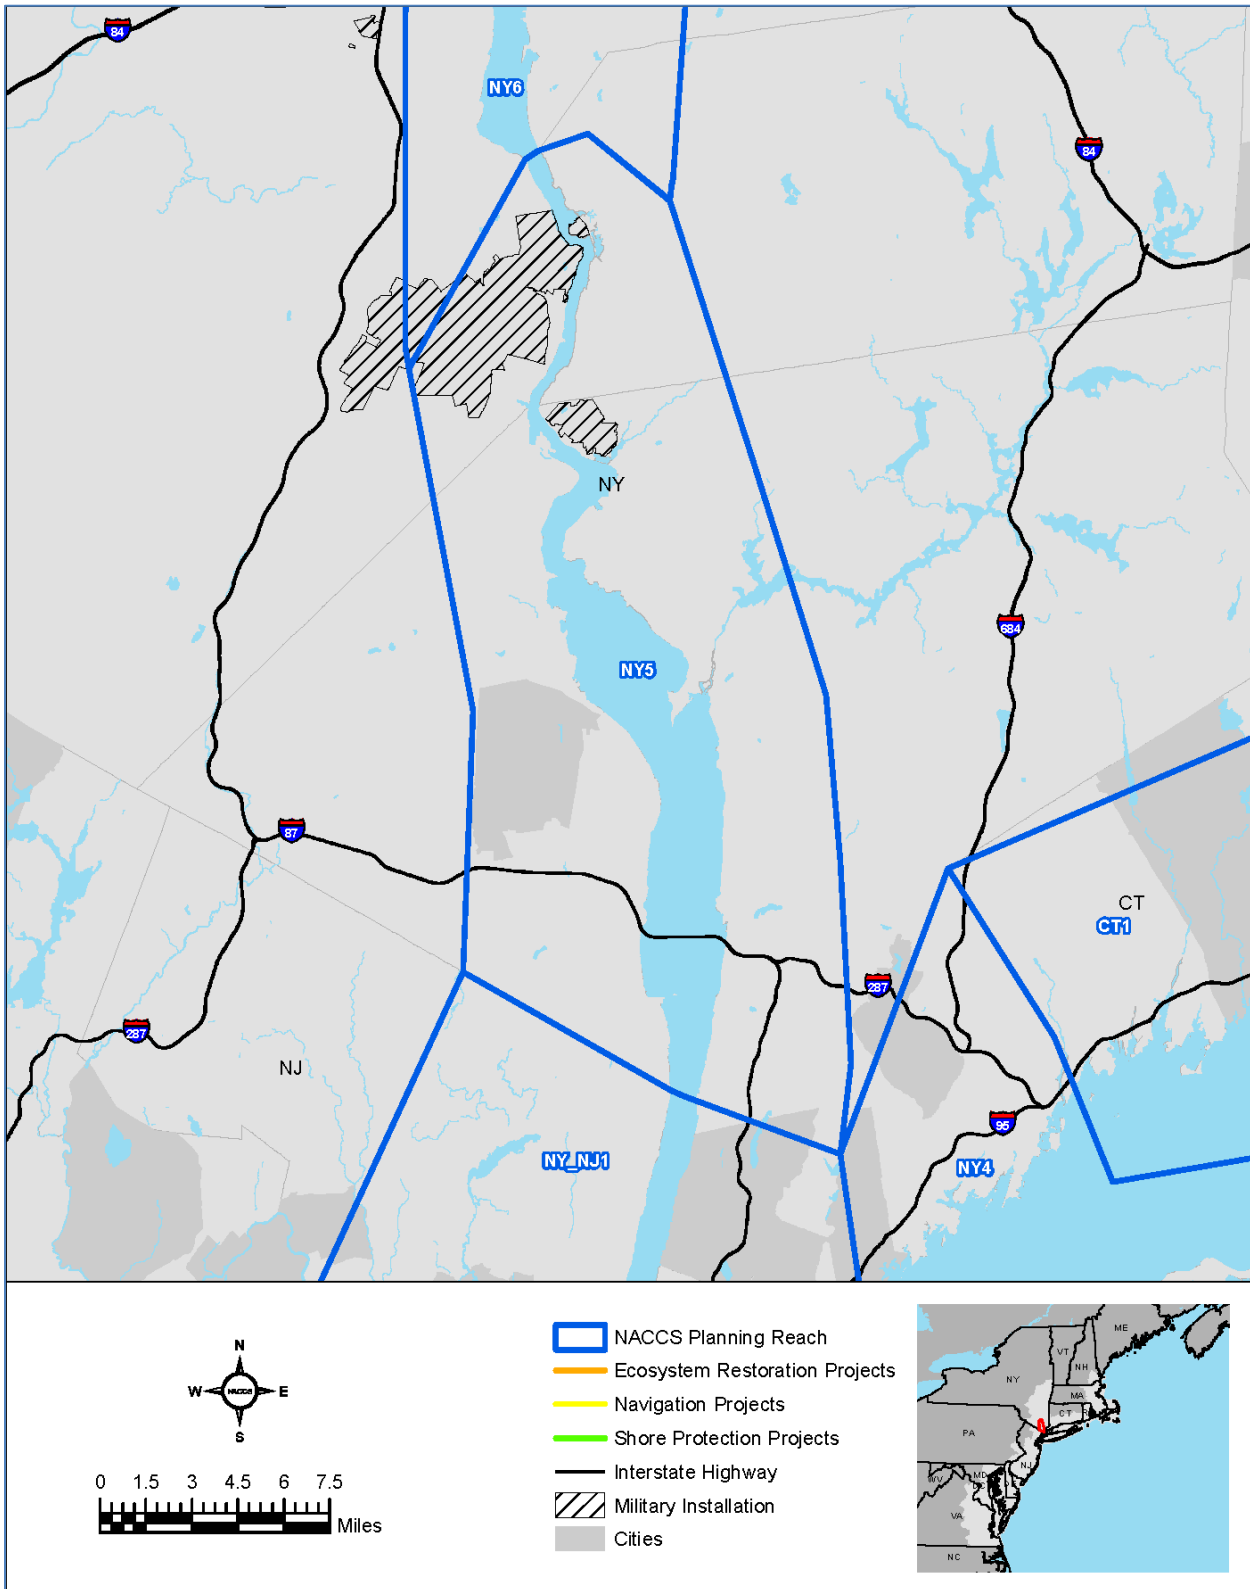 84
NY6
84
NY
684
NY5
87
CT
CT1
287
287
NJ
95
NY_NJ1
NY4
N
W NACCS E
S
0 1.5 3 4.5 6 7.5
Miles
NACCS Planning Reach
Ecosystem Restoration Projects
Navigation Projects
Shore Protection Projects
Interstate Highway
Military Installation
Cities
ME
VT
NH
NY
MA
CT
PA
NJ
MD
WV
VA
NC